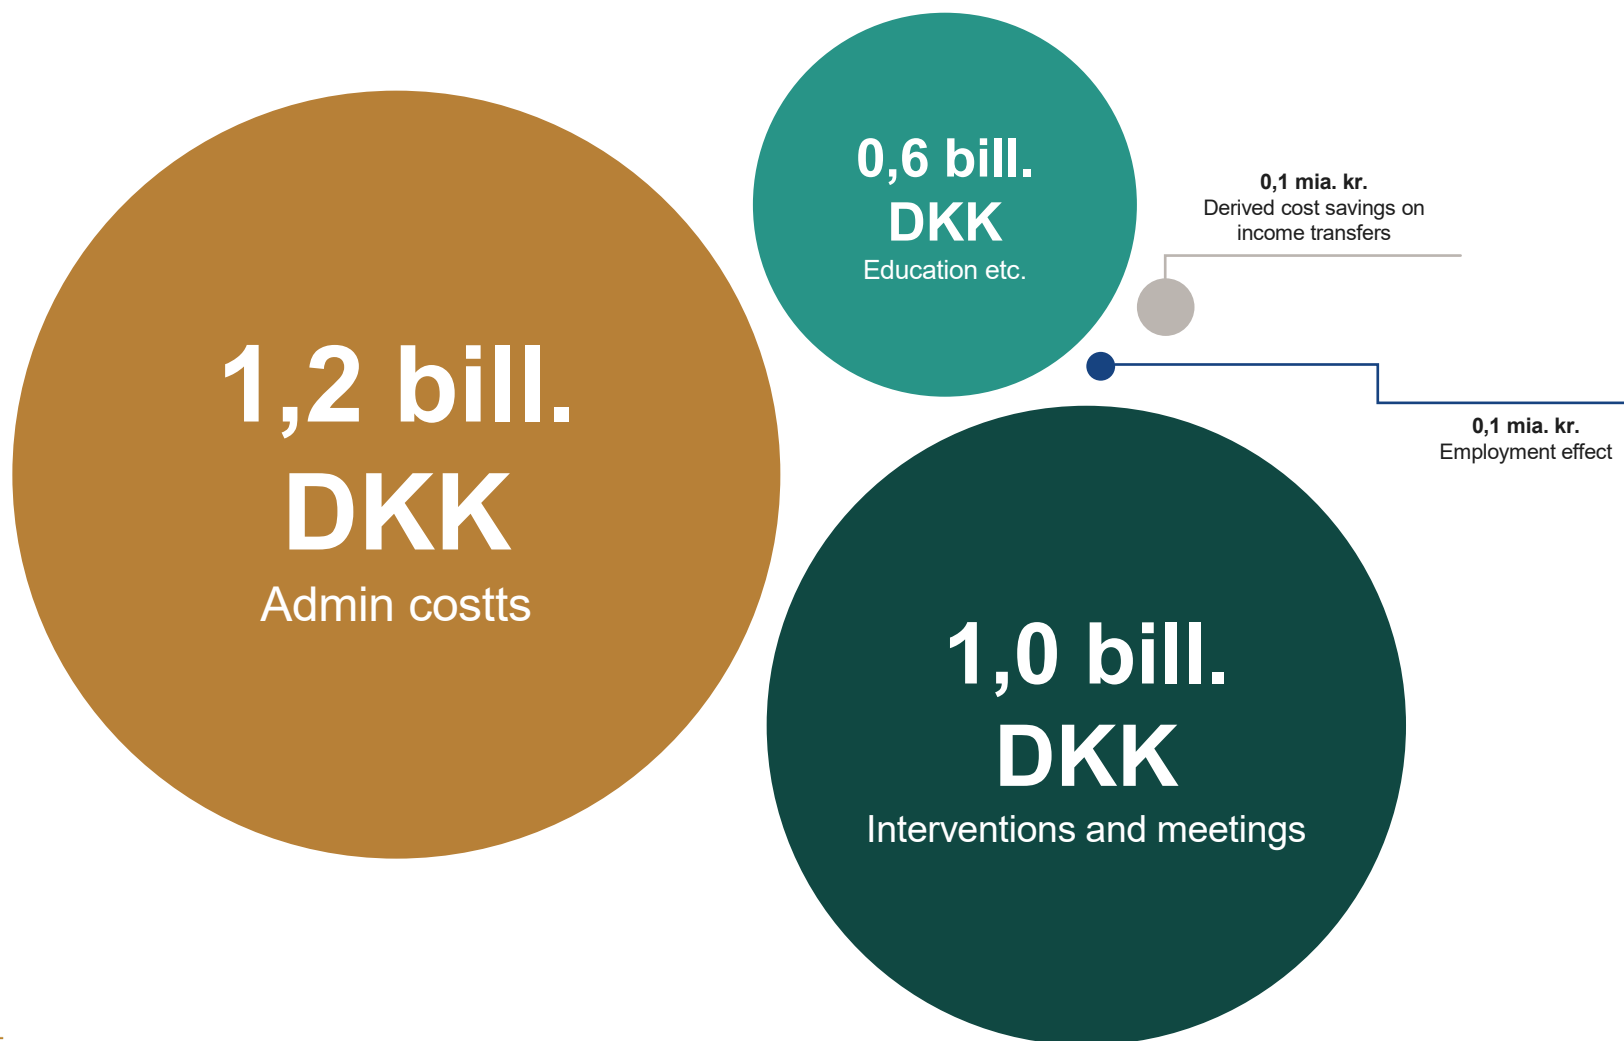 1,2 bill.
DKK
Admin costts
0,6 bill.
DKK
Education etc.
0,1 mia. kr.
Derived cost savings on
income transfers
0,1 mia. kr.
Employment effect
1,0 bill.
DKK
Interventions and meetings